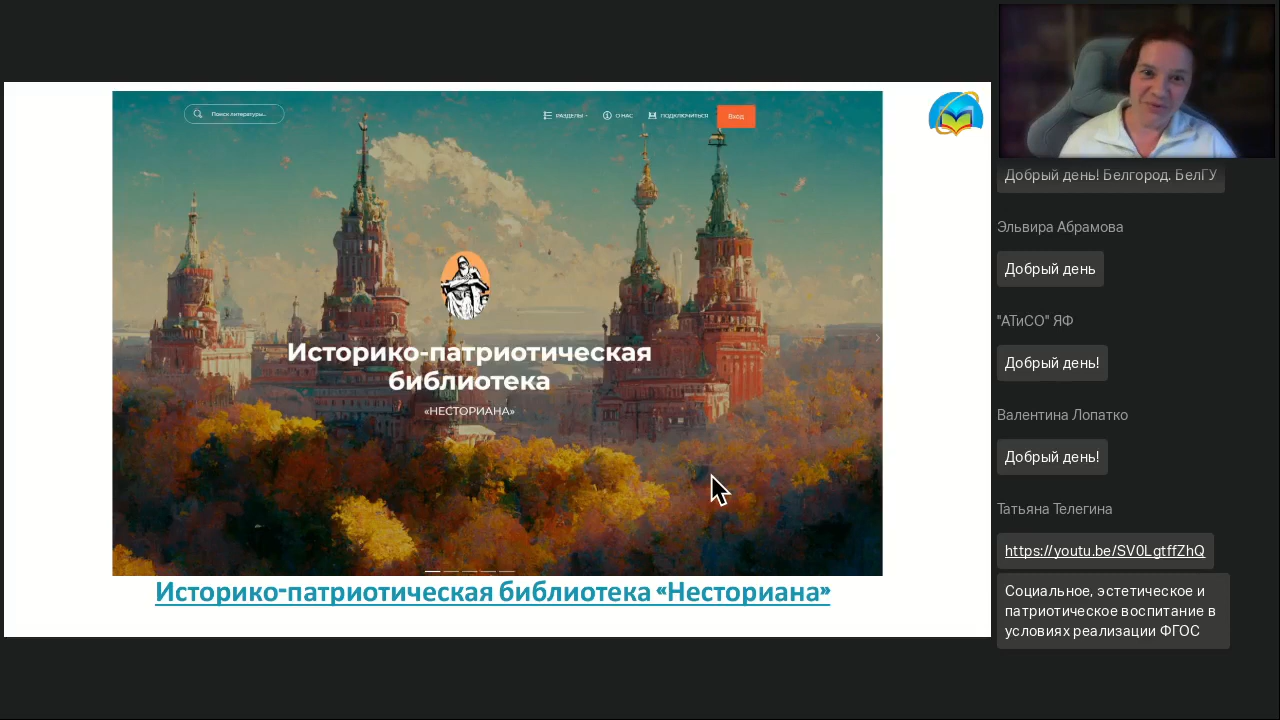 Поиск литературы...
РАЗДЕЛЫ
О НАС
ПОДКЛЮЧИТЬСЯ
Вход
Историко-патриотическая
библиотека
«НЕСТОРИАНА»
Историко-патриотическая библиотека «Несториана»
Добрый день! Белгород. БелГУ
Эльвира Абрамова
Добрый день
"АТиСО" ЯФ
Добрый день!
Валентина Лопатко
Добрый день!
Татьяна Телегина
https://youtu.be/SV0LgtffZhQ
Социальное, эстетическое и
патриотическое воспитание в
условиях реализации ФГОС